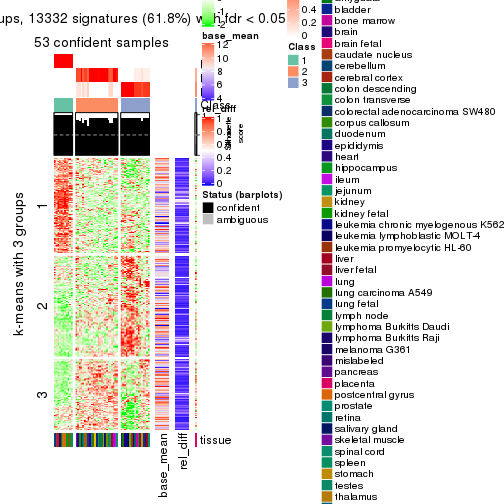 ups, 13332 signatures (61.8%) with fdr < 0.05
53 confident samples
k-means with 3 groups
1
2
3
base_mean
rel_diff
tissue
0.4
0.2
0
base_mean
12
10
8
6
4
2
Class
1
2
3
Class
rel_diff
1
0.8
0.6
0.4
0.2
0
Silhouette
score
Status (barplots)
confident
ambiguous
bladder
bone marrow
brain
brain fetal
caudate nucleus
cerebellum
cerebral cortex
colon descending
colon transverse
colorectal adenocarcinoma SW480
corpus callosum
duodenum
epididymis
heart
hippocampus
ileum
jejunum
kidney
kidney fetal
leukemia chronic myelogenous K562
leukemia lymphoblastic MOLT-4
leukemia promyelocytic HL-60
liver
liver fetal
lung
lung carcinoma A549
lung fetal
lymph node
lymphoma Burkitts Daudi
lymphoma Burkitts Raji
melanoma G361
mislabeled
pancreas
placenta
postcentral gyrus
prostate
retina
salivary gland
skeletal muscle
spinal cord
spleen
stomach
testes
thalamus